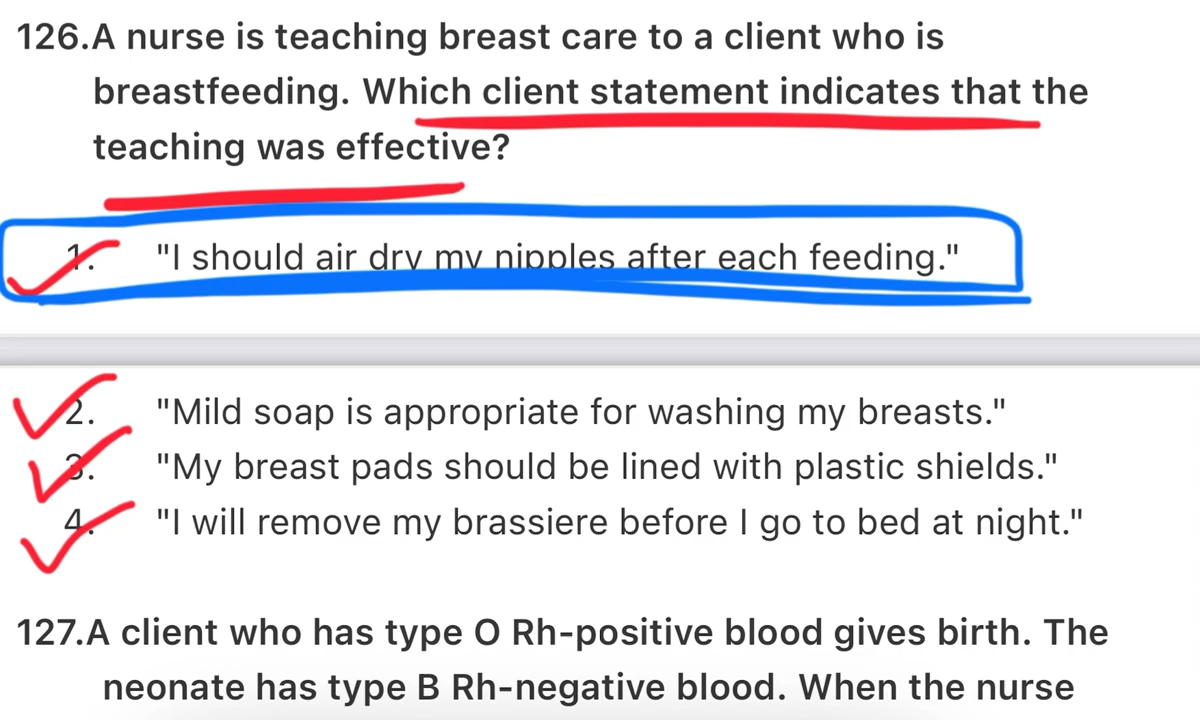 126.A nurse is teaching breast care to a client who is
breastfeeding. Which client statement indicates that the
teaching was effective?
1. "I should air dry my nipples after each feeding."
2. "Mild soap is appropriate for washing my breasts."
3. "My breast pads should be lined with plastic shields."
4. "I will remove my brassiere before I go to bed at night."
127.A client who has type O Rh-positive blood gives birth. The
neonate has type B Rh-negative blood. When the nurse